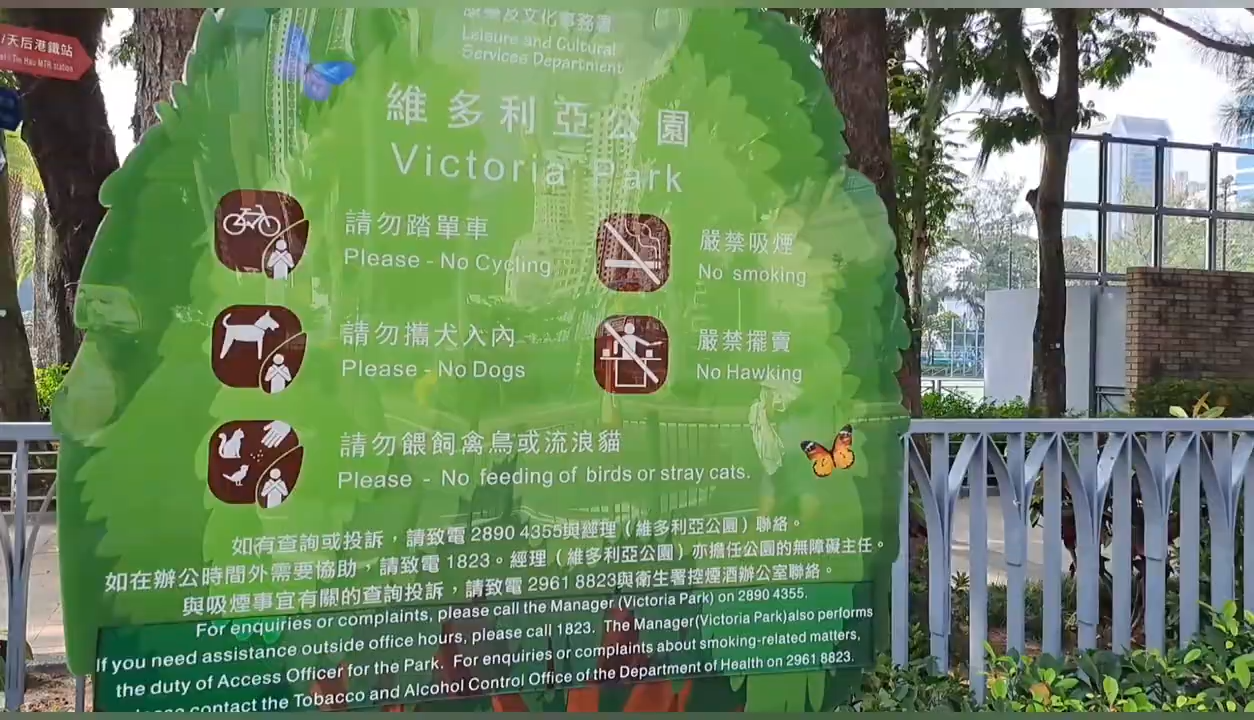 /天后港鐵站
Tin Hau MTR station
康樂及文化事務署
Leisure and Cultural
Services Department
維多利亞公園
Victoria Park
請勿踏單車
Please - No Cycling
嚴禁吸煙
No smoking
請勿攜犬入內
Please - No Dogs
嚴禁擺賣
No Hawking
請勿餵飼禽鳥或流浪貓
Please - No feeding of birds or stray cats.
如有查詢或投訴，請致電 2890 4355與經理（維多利亞公園）聯絡。
如在辦公時間外需要協助，請致電 1823。經理（維多利亞公園）亦擔任公園的無障礙主任。
與吸煙事宜有關的查詢投訴，請致電 2961 8823與衞生署控煙酒辦公室聯絡。
For enquiries or complaints, please call the Manager (Victoria Park) on 2890 4355.
If you need assistance outside office hours, please call 1823. The Manager(Victoria Park)also performs
the duty of Access Officer for the Park. For enquiries or complaints about smoking-related matters,
please contact the Tobacco and Alcohol Control Office of the Department of Health on 2961 8823.